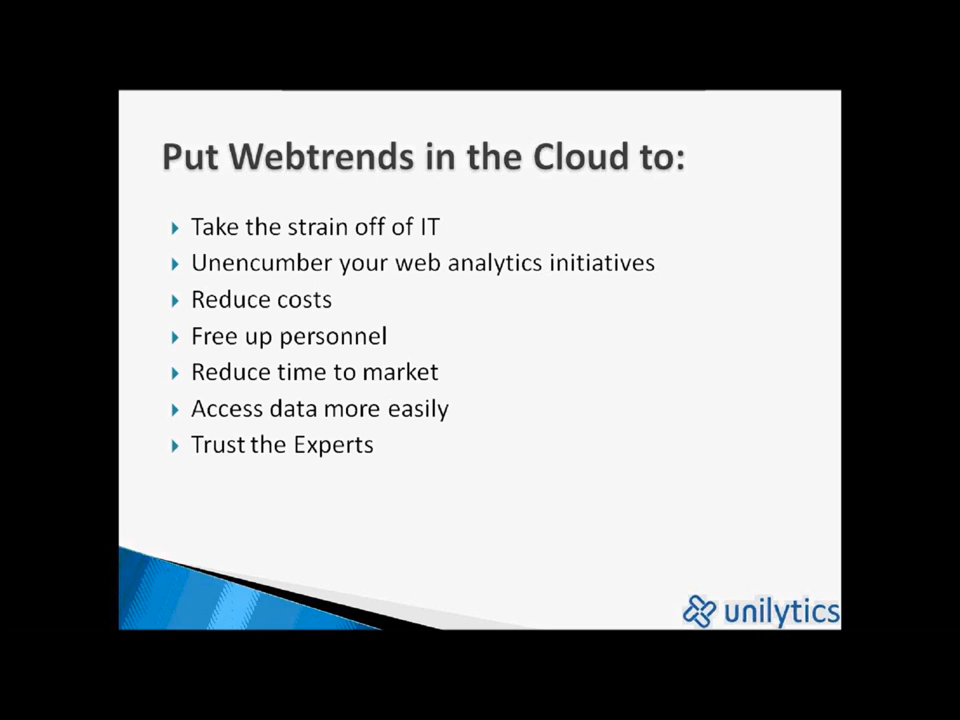 Put Webtrends in the Cloud to:
Take the strain off of IT
Unencumber your web analytics initiatives
Reduce costs
Free up personnel
Reduce time to market
Access data more easily
Trust the Experts
unilytics